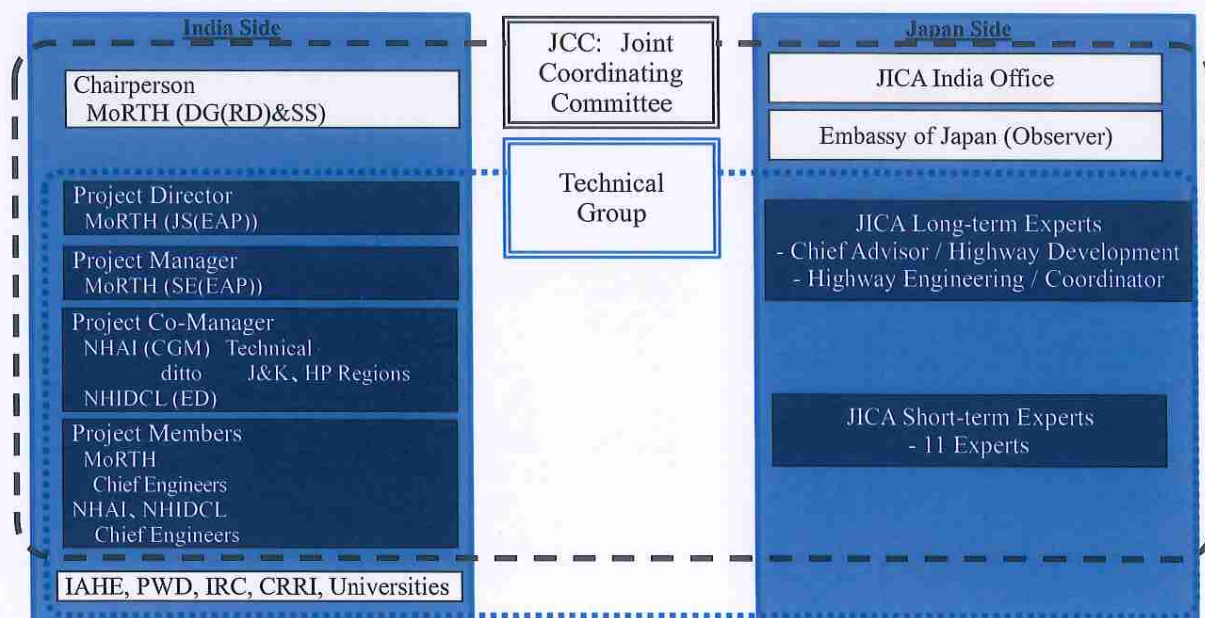 India Side
Chairperson
MoRTH (DG(RD)&SS)
Project Director
MoRTH (JS(EAP))
Project Manager
MoRTH (SE(EAP))
Project Co-Manager
NHAI (CGM) Technical
ditto J&K、HP Regions
NHIDCL (ED)
Project Members
MoRTH
Chief Engineers
NHAI、NHIDCL
Chief Engineers
IAHE, PWD, IRC, CRRI, Universities
JCC: Joint
Coordinating
Committee
Technical
Group
Japan Side
JICA India Office
Embassy of Japan (Observer)
JICA Long-term Experts
- Chief Advisor / Highway Development
- Highway Engineering / Coordinator
JICA Short-term Experts
- 11 Experts